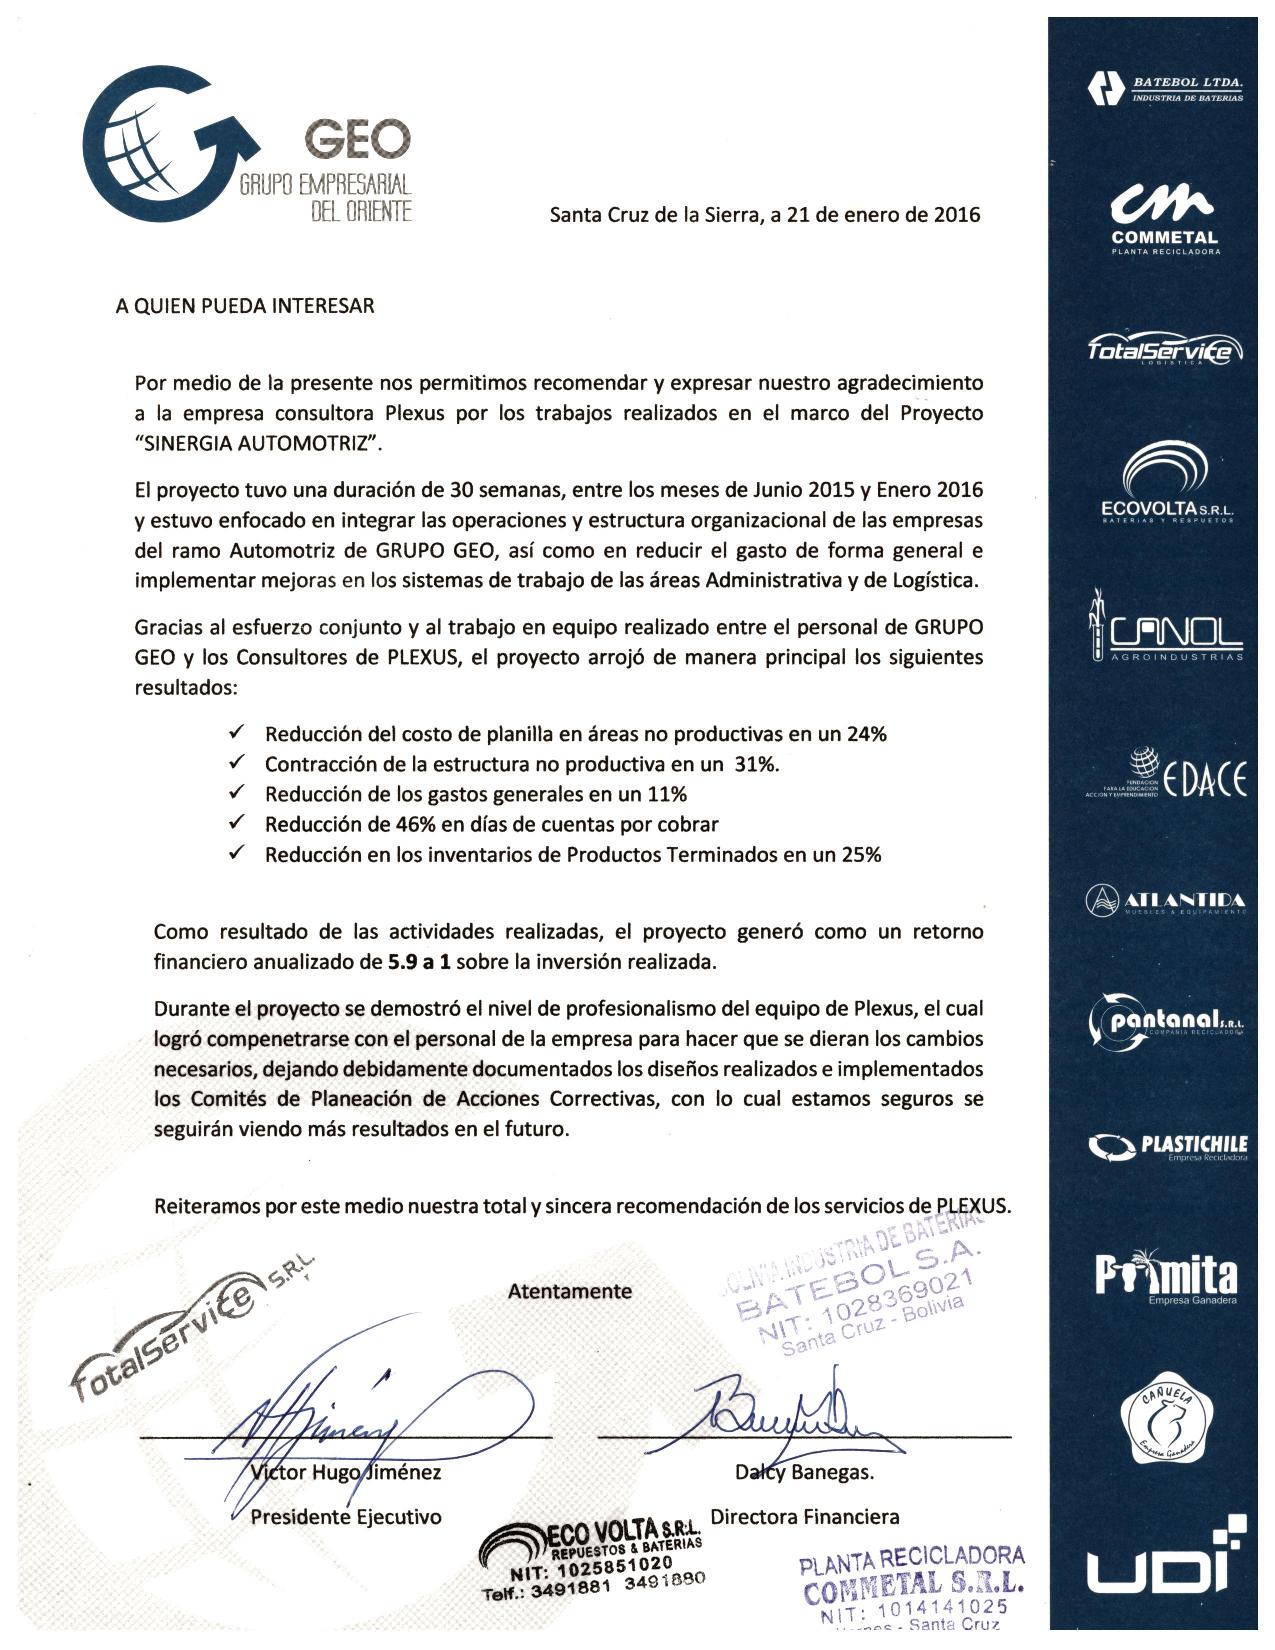 GEO
GRUPO EMPRESARIAL
DEL ORIENTE
Santa Cruz de la Sierra, a 21 de enero de 2016
A QUIEN PUEDA INTERESAR
Por medio de la presente nos permitimos recomendar y expresar nuestro agradecimiento
a la empresa consultora Plexus por los trabajos realizados en el marco del Proyecto
“SINERGIA AUTOMOTRIZ”.
El proyecto tuvo una duración de 30 semanas, entre los meses de Junio 2015 y Enero 2016
y estuvo enfocado en integrar las operaciones y estructura organizacional de las empresas
del ramo Automotriz de GRUPO GEO, así como en reducir el gasto de forma general e
implementar mejoras en los sistemas de trabajo de las áreas Administrativa y de Logística.
Gracias al esfuerzo conjunto y al trabajo en equipo realizado entre el personal de GRUPO
GEO y los Consultores de PLEXUS, el proyecto arrojó de manera principal los siguientes
resultados:
✓ Reducción del costo de planilla en áreas no productivas en un 24%
✓ Contracción de la estructura no productiva en un 31%.
✓ Reducción de los gastos generales en un 11%
✓ Reducción de 46% en días de cuentas por cobrar
✓ Reducción en los inventarios de Productos Terminados en un 25%
Como resultado de las actividades realizadas, el proyecto generó como un retorno
financiero anualizado de 5.9 a 1 sobre la inversión realizada.
Durante el proyecto se demostró el nivel de profesionalismo del equipo de Plexus, el cual
logró compenetrarse con el personal de la empresa para hacer que se dieran los cambios
necesarios, dejando debidamente documentados los diseños realizados e implementados
los Comités de Planeación de Acciones Correctivas, con lo cual estamos seguros se
seguirán viendo más resultados en el futuro.
Reiteramos por este medio nuestra total y sincera recomendación de los servicios de PLEXUS.
Atentamente
TotalService S.R.L.
INDUSTRIA DE BATERIAS
BATEBOL S.A.
NIT: 1028369021
Santa Cruz - Bolivia
Victor Hugo Jiménez
Presidente Ejecutivo
Dalcy Banegas.
Directora Financiera
ECO VOLTA S.R.L.
REPUESTOS & BATERIAS
NIT: 1025851020
Telf.: 3491881 3491880
PLANTA RECICLADORA
COMMETAL S.R.L.
NIT: 1014141025
- Santa Cruz
BATEBOL LTDA.
INDUSTRIA DE BATERIAS
cm
COMMETAL
PLANTA RECICLADORA
TotalService
LOGISTICA
ECOVOLTA S.R.L.
BATERIAS Y RESPUETOS
CANOL
AGROINDUSTRIAS
FUNDACION
PARA LA EDUCACION
ACCION Y EMPRENDIMIENTO
EDACE
ATLANTIDA
MUEBLES & EQUIPAMIENTO
pantanal S.R.L.
COMPAÑIA RECICLADORA
PLASTICHILE
Empresa Recicladora
Palmita
Empresa Ganadera
CAÑUELA
Empresa Ganadera
UDI